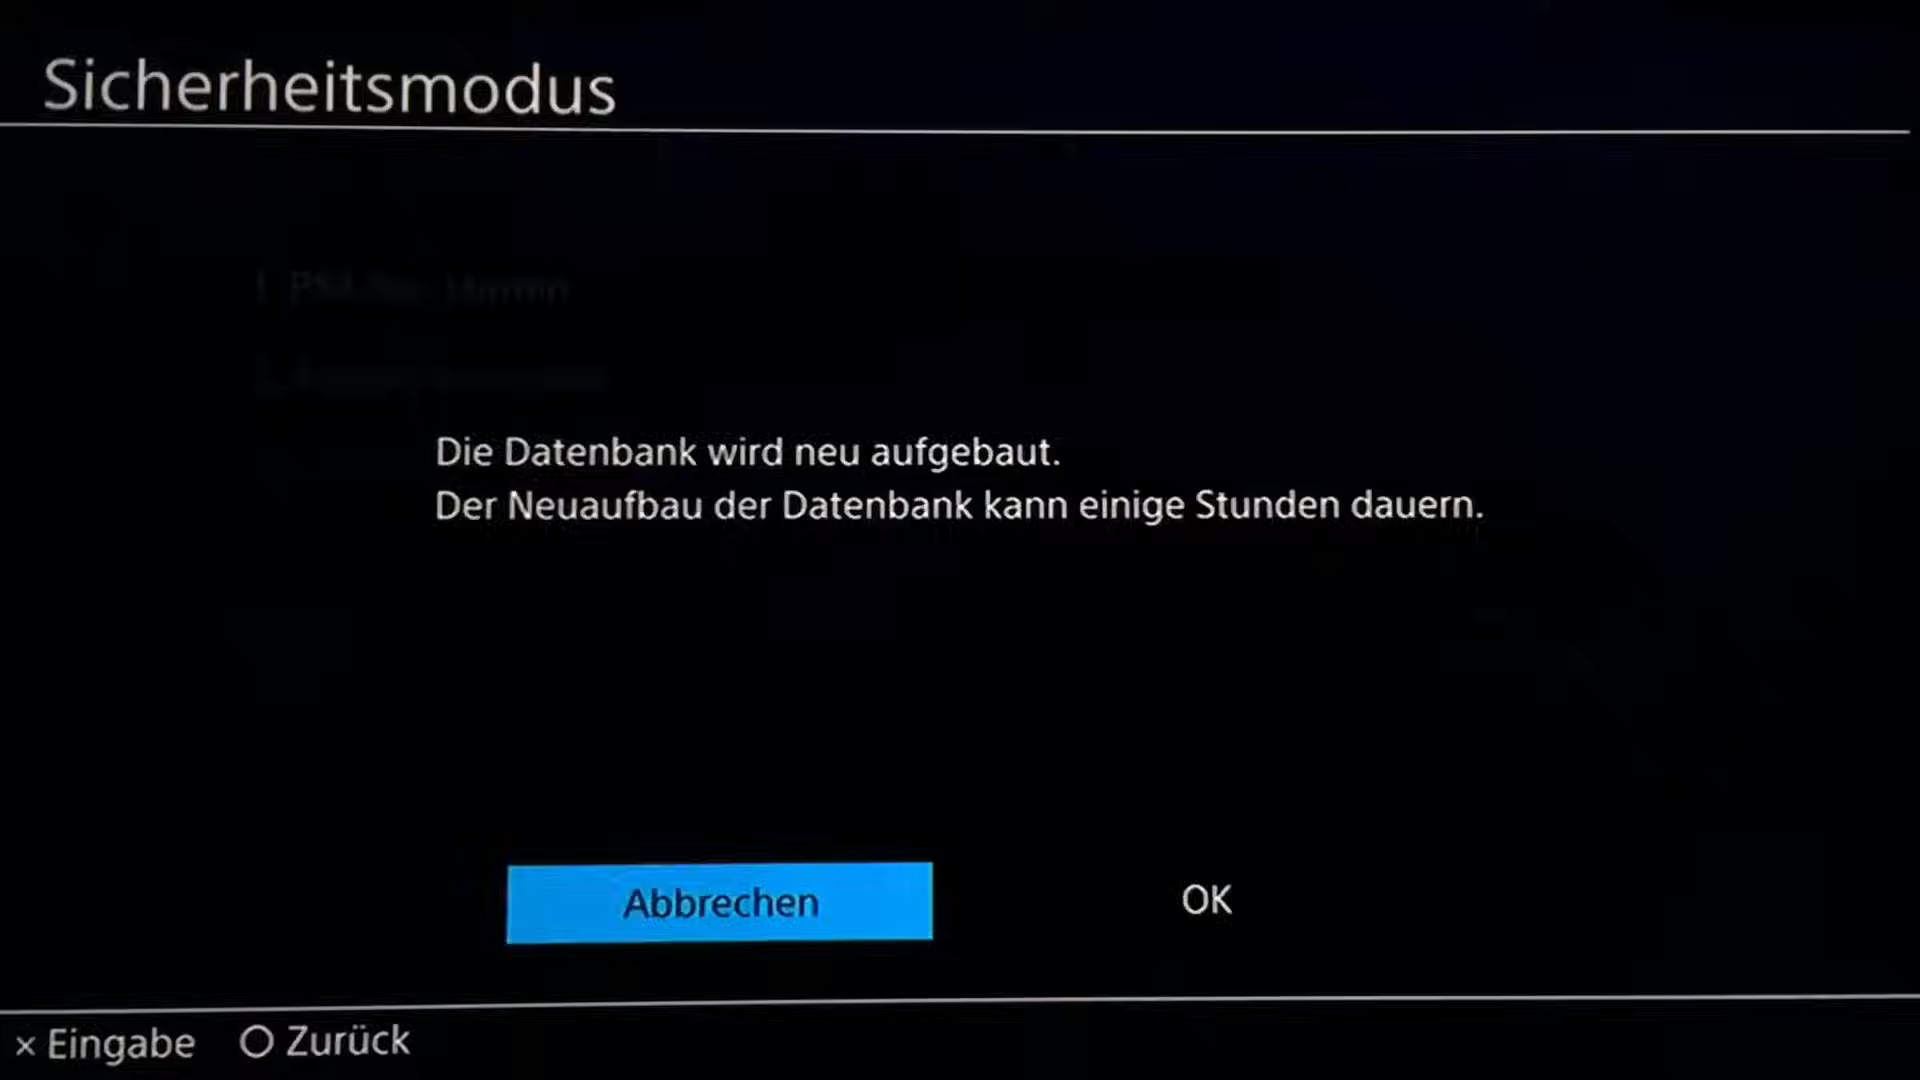 Sicherheitsmodus
Die Datenbank wird neu aufgebaut.
Der Neuaufbau der Datenbank kann einige Stunden dauern.
Abbrechen
OK
× Eingabe
○ Zurück